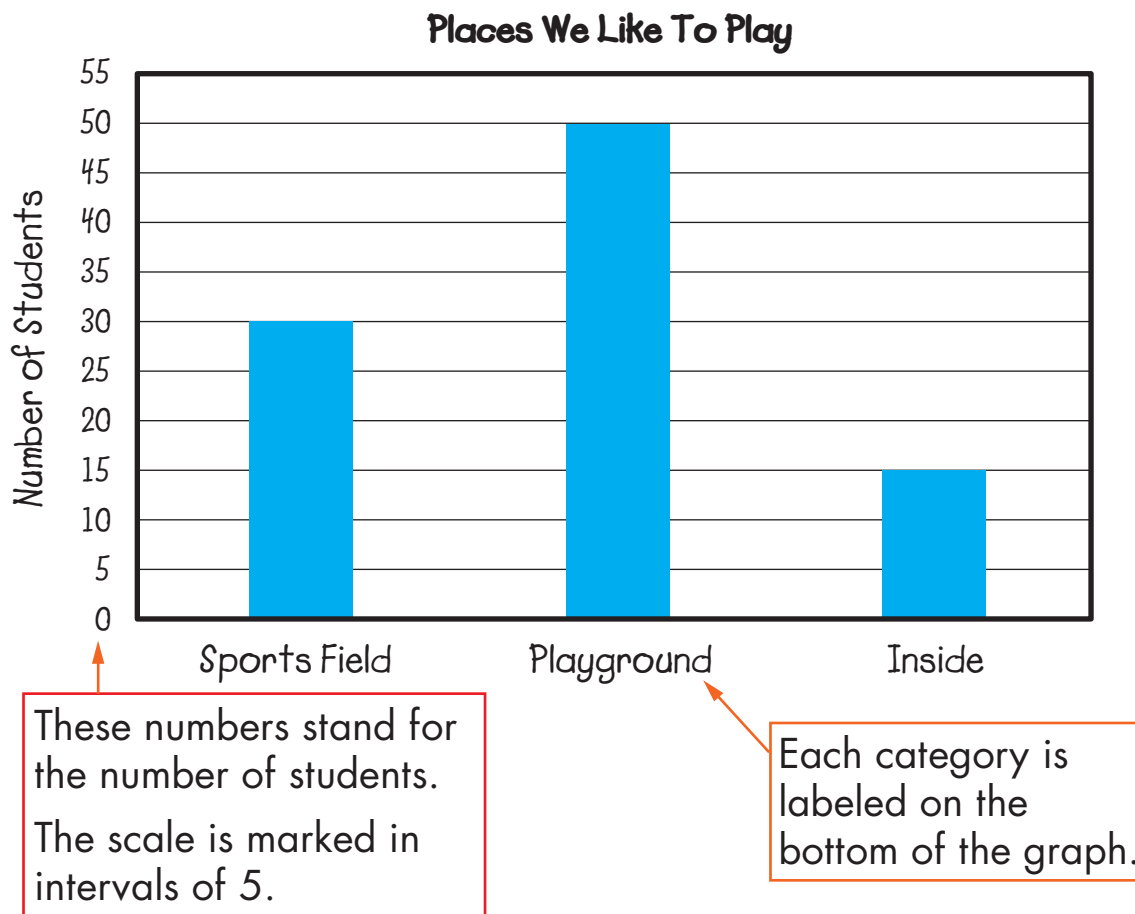 Places We Like To Play
55
50
45
40
35
30
25
20
15
10
5
0
Number of Students
Sports Field
Playground
Inside
These numbers stand for
the number of students.
The scale is marked in
intervals of 5.
Each category is
labeled on the
bottom of the graph.